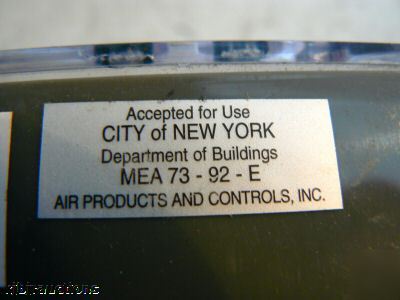 Accepted for Use
CITY of NEW YORK
Department of Buildings
MEA 73 - 92 - E
AIR PRODUCTS AND CONTROLS, INC.